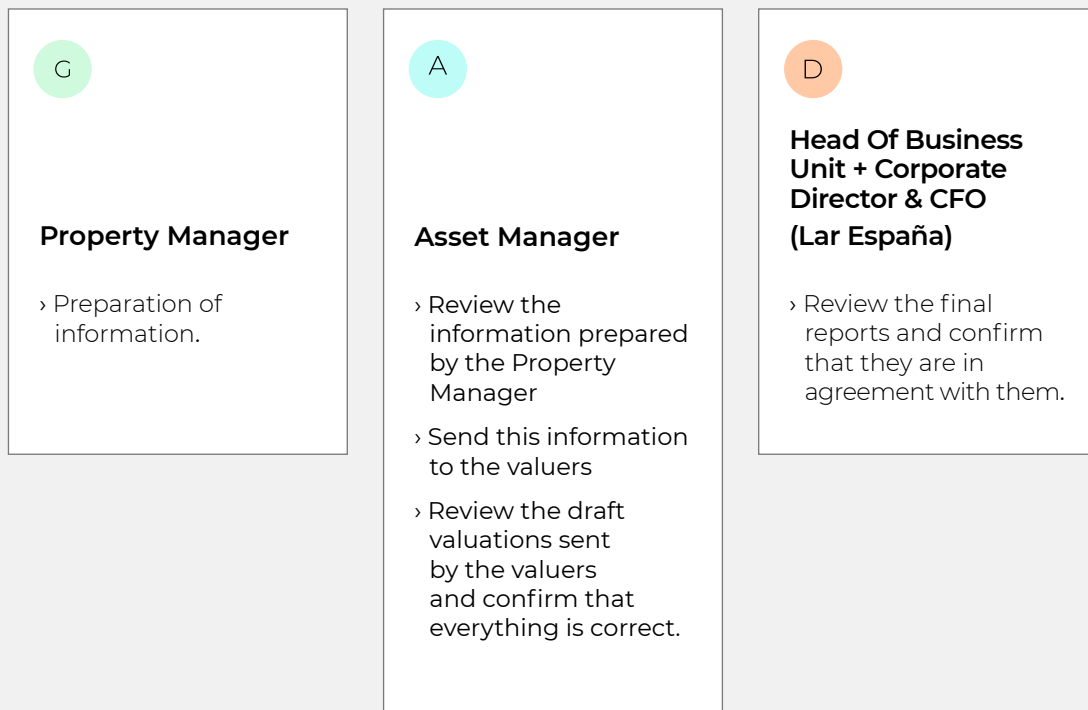 G
Property Manager
› Preparation of
information.
A
Asset Manager
› Review the
information prepared
by the Property
Manager
› Send this information
to the valuers
› Review the draft
valuations sent
by the valuers
and confirm that
everything is correct.
D
Head Of Business
Unit + Corporate
Director & CFO
(Lar España)
› Review the final
reports and confirm
that they are in
agreement with them.